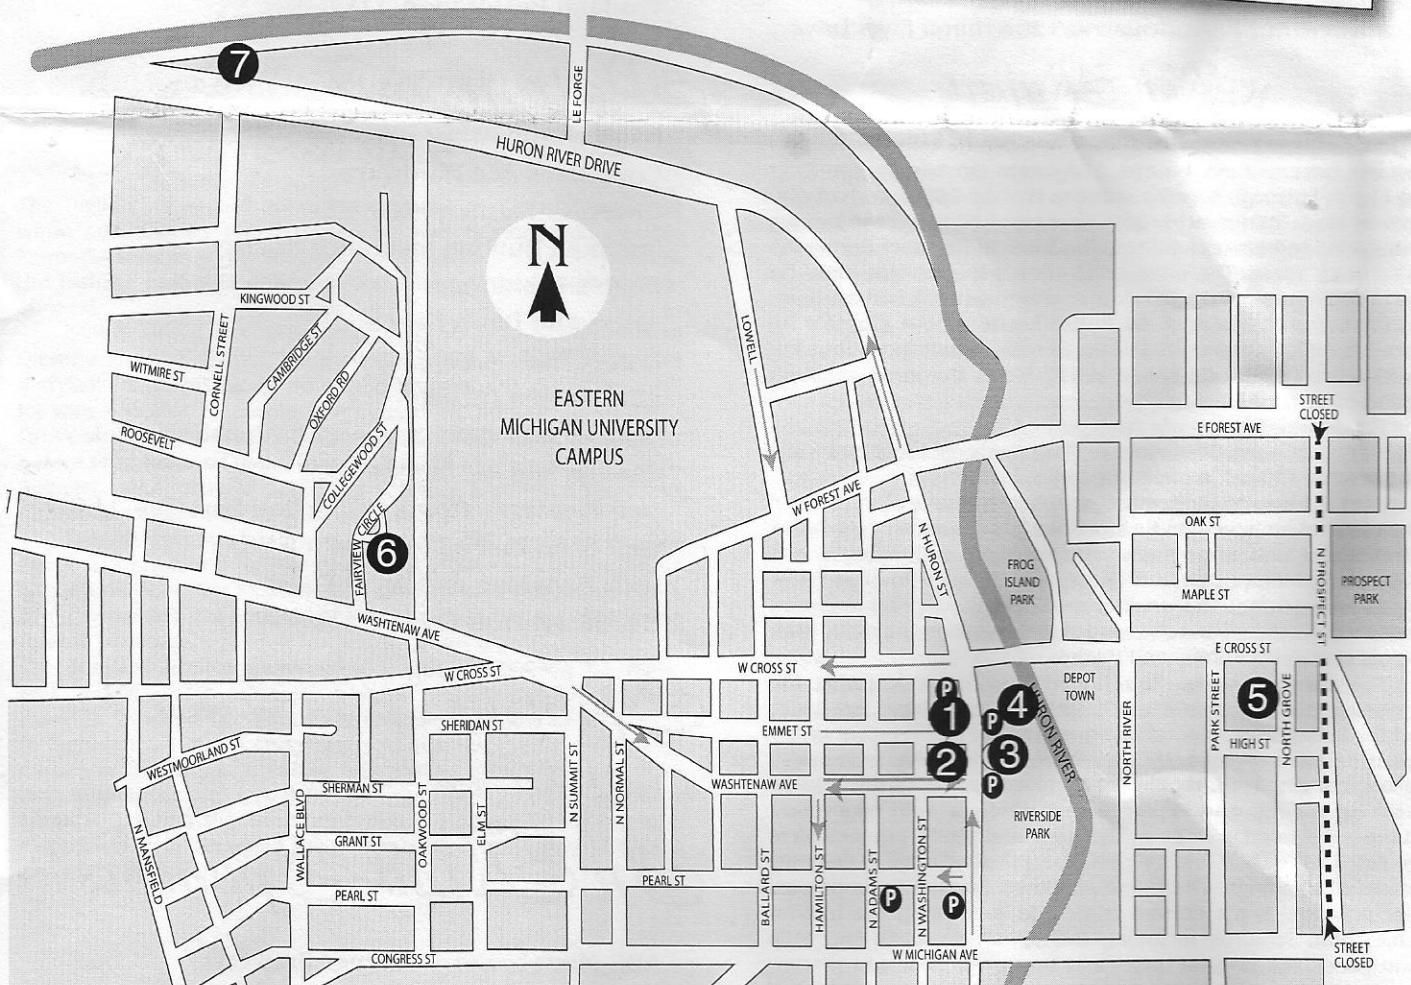 7
LE FORGE
HURON RIVER DRIVE
N
KINGWOOD ST
CORNELL STREET
CAMBRIDGE ST
OXFORD RD
WITMIRE ST
ROOSEVELT
COLLEGEWOOD ST
FAIRVIEW CIRCLE
6
EASTERN
MICHIGAN UNIVERSITY
CAMPUS
LOWELL
W FOREST AVE
N HURON ST
FROG
ISLAND
PARK
STREET
CLOSED
E FOREST AVE
OAK ST
MAPLE ST
N PROSPECT ST
PROSPECT
PARK
E CROSS ST
WASHTENAW AVE
W CROSS ST
W CROSS ST
DEPOT
TOWN
HURON RIVER
NORTH RIVER
PARK STREET
5
NORTH GROVE
HIGH ST
P
1
P
4
SHERIDAN ST
EMMET ST
2
3
P
WASHTENAW AVE
WESTMOORLAND ST
N MANSFIELD
WALLACE BLVD
SHERMAN ST
GRANT ST
PEARL ST
OAKWOOD ST
ELM ST
N SUMMIT ST
N NORMAL ST
PEARL ST
BALLARD ST
HAMILTON ST
N ADAMS ST
N WASHINGTON ST
P
P
RIVERSIDE
PARK
CONGRESS ST
W MICHIGAN AVE
STREET
CLOSED